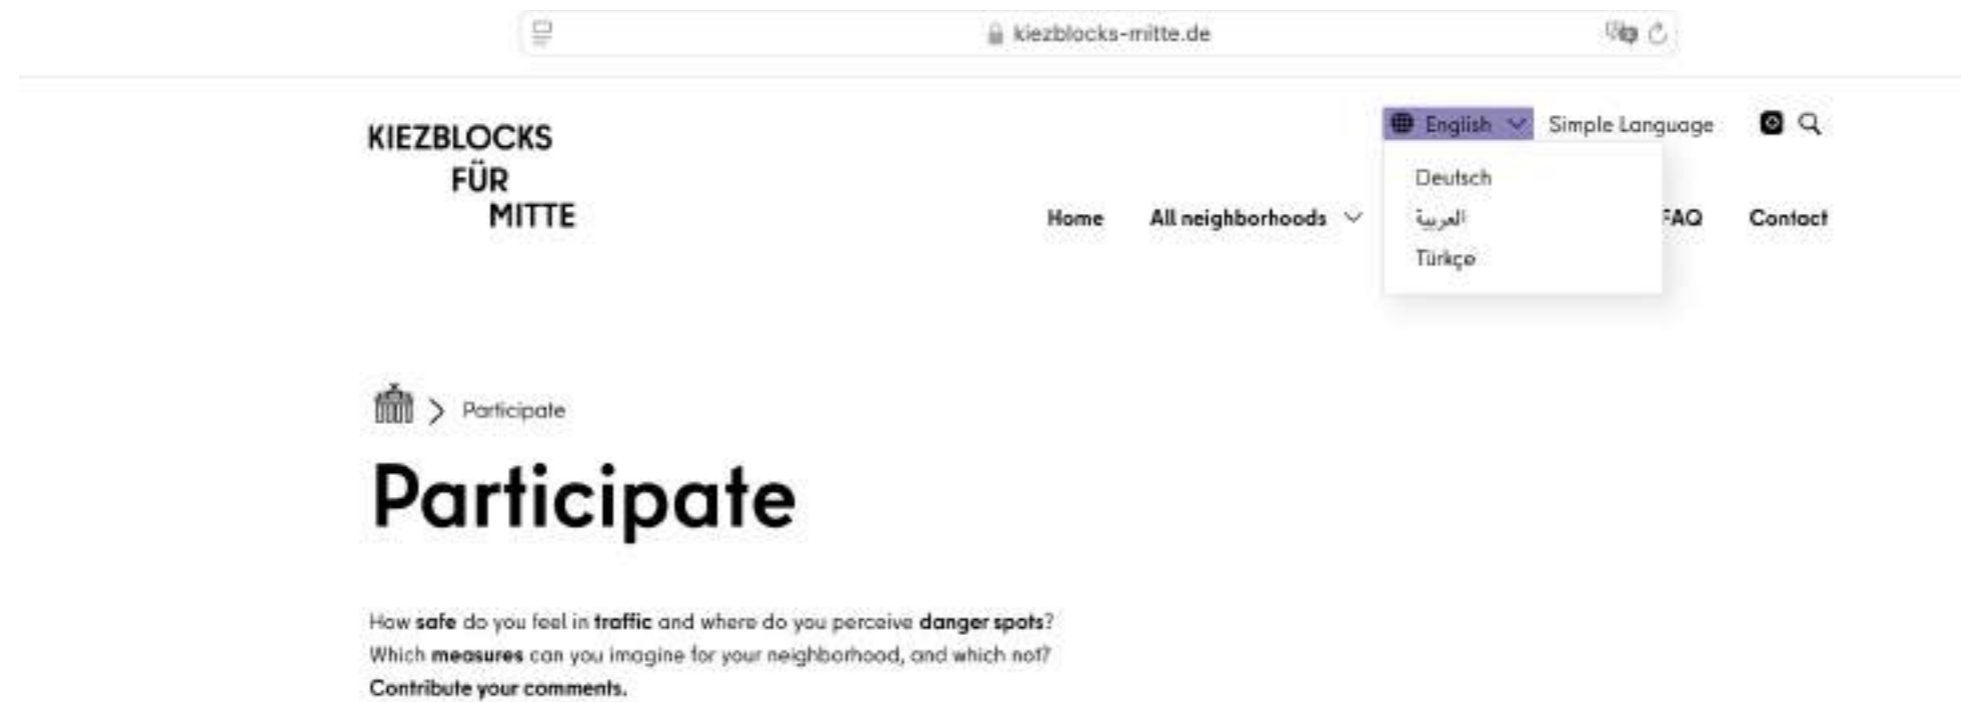 kiezblocks-mitte.de
KIEZBLOCKS
FÜR
MITTE
English
Simple Language
Deutsch
العربية
Türkçe
Home
All neighborhoods
FAQ
Contact
Participate
Participate
How safe do you feel in traffic and where do you perceive danger spots?
Which measures can you imagine for your neighborhood, and which not?
Contribute your comments.